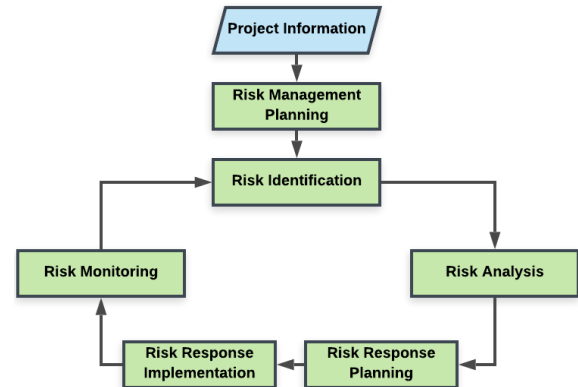 Project Information
Risk Management
Planning
Risk Identification
Risk Monitoring
Risk Analysis
Risk Response
Implementation
Risk Response
Planning